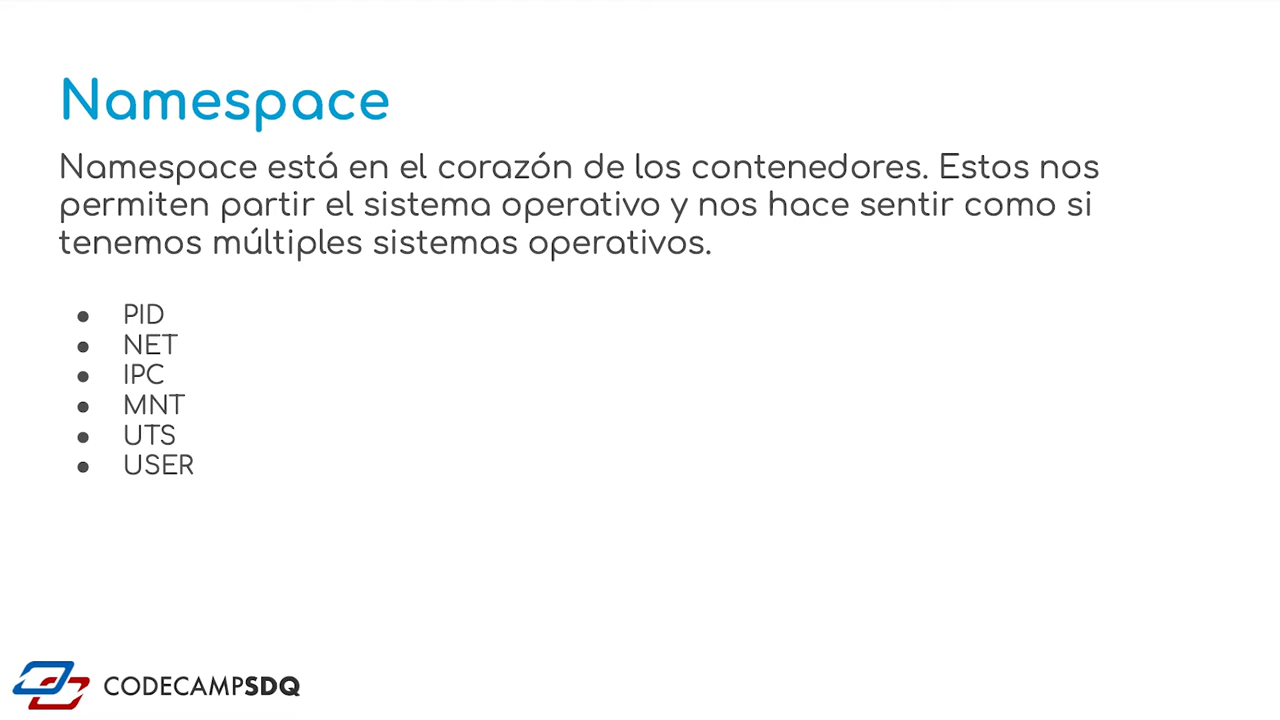 Namespace
Namespace está en el corazón de los contenedores. Estos nos
permiten partir el sistema operativo y nos hace sentir como si
tenemos múltiples sistemas operativos.
● PID
● NET
● IPC
● MNT
● UTS
● USER
CODECAMPSDQ